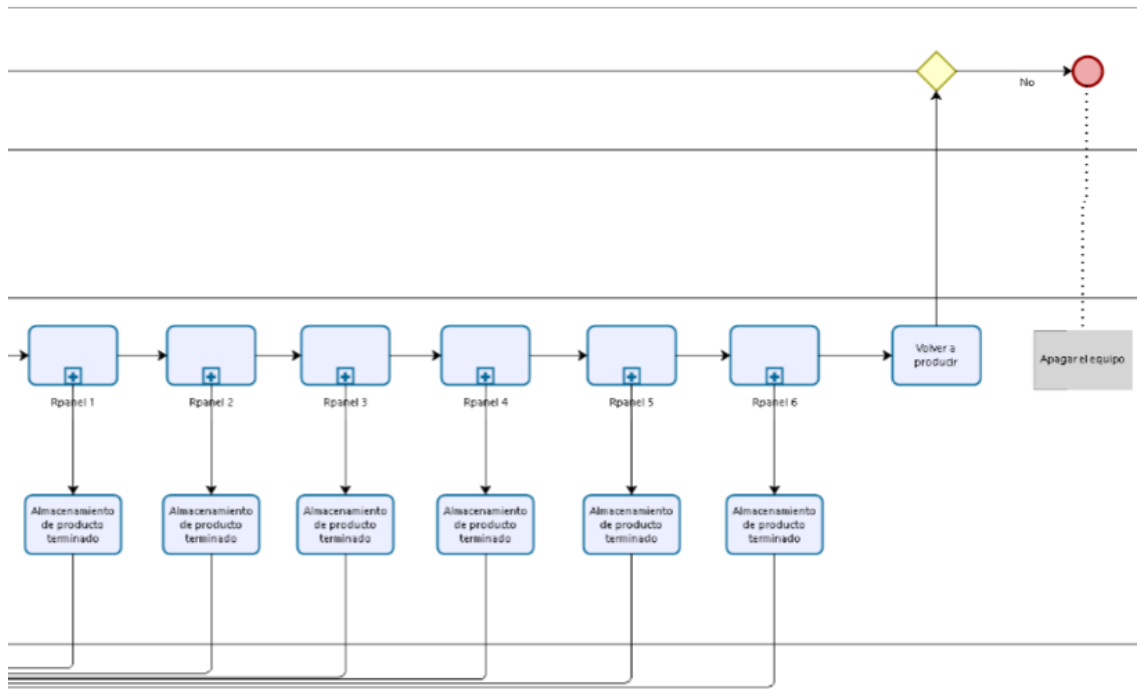 No
Volver a
producir
Apagar el equipo
Rpanel 1
Rpanel 2
Rpanel 3
Rpanel 4
Rpanel 5
Rpanel 6
Almacenamiento
de producto
terminado
Almacenamiento
de producto
terminado
Almacenamiento
de producto
terminado
Almacenamiento
de producto
terminado
Almacenamiento
de producto
terminado
Almacenamiento
de producto
terminado